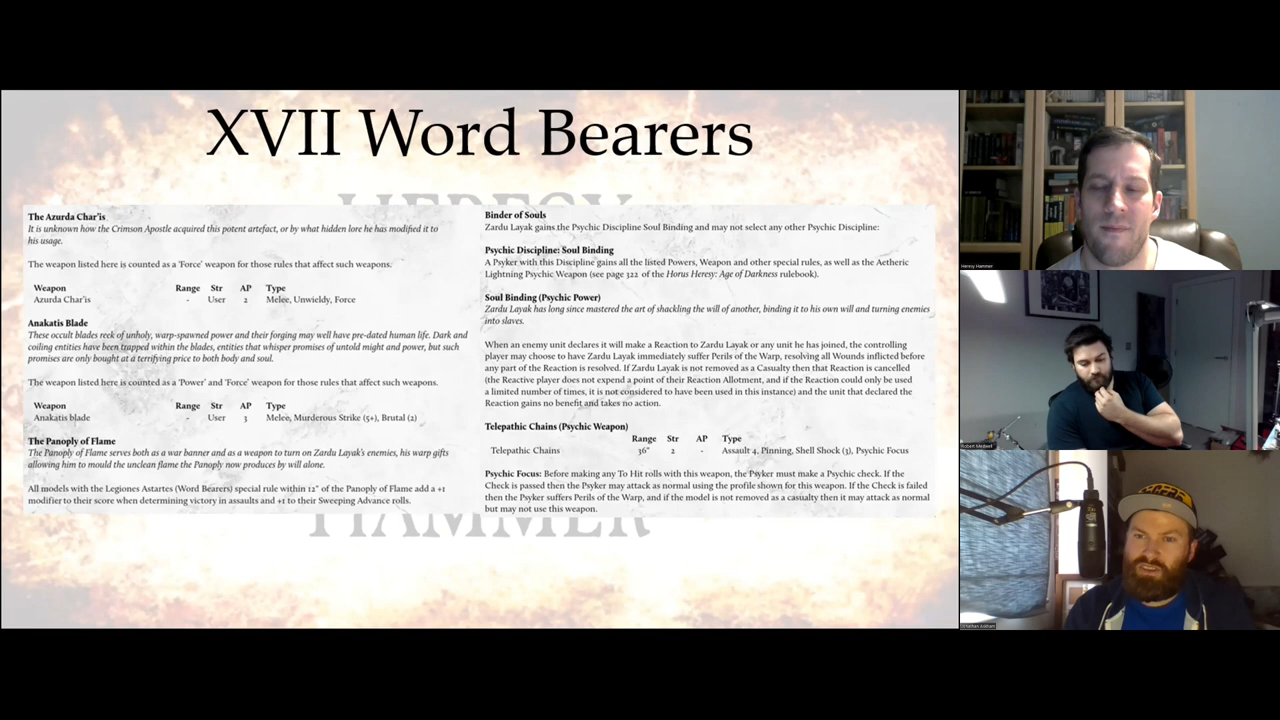 XVII Word Bearers
HERESY
HAMMER
The Azurda Char'is
It is unknown how the Crimson Apostle acquired this potent artefact, or by what hidden lore he has modified it to
his usage.
The weapon listed here is counted as a 'Force' weapon for those rules that affect such weapons.
Weapon Range Str AP Type
Azurda Char'is - User 2 Melee, Unwieldy, Force
Anakatis Blade
These occult blades reek of unholy, warp-spawned power and their forging may well have pre-dated human life. Dark and
coiling entities have been trapped within the blades, entities that whisper promises of untold might and power, but such
promises are only bought at a terrifying price to both body and soul.
The weapon listed here is counted as a 'Power' and 'Force' weapon for those rules that affect such weapons.
Weapon Range Str AP Type
Anakatis blade - User 3 Melee, Murderous Strike (5+), Brutal (2)
The Panoply of Flame
The Panoply of Flame serves both as a war banner and as a weapon to turn on Zardu Layak's enemies, his warp gifts
allowing him to mould the unclean flame the Panoply now produces by will alone.
All models with the Legiones Astartes (Word Bearers) special rule within 12" of the Panoply of Flame add a +1
modifier to their score when determining victory in assaults and +1 to their Sweeping Advance rolls.
Binder of Souls
Zardu Layak gains the Psychic Discipline Soul Binding and may not select any other Psychic Discipline:
Psychic Discipline: Soul Binding
A Psyker with this Discipline gains all the listed Powers, Weapon and other special rules, as well as the Aetheric
Lightning Psychic Weapon (see page 322 of the Horus Heresy: Age of Darkness rulebook).
Soul Binding (Psychic Power)
Zardu Layak has long since mastered the art of shackling the will of another, binding it to his own will and turning enemies
into slaves.
When an enemy unit declares it will make a Reaction to Zardu Layak or any unit he has joined, the controlling
player may choose to have Zardu Layak immediately suffer Perils of the Warp, resolving all Wounds inflicted before
any part of the Reaction is resolved. If Zardu Layak is not removed as a Casualty then that Reaction is cancelled
(the Reactive player does not expend a point of their Reaction Allotment, and if the Reaction could only be used
a limited number of times, it is not considered to have been used in this instance) and the unit that declared the
Reaction gains no benefit and takes no action.
Telepathic Chains (Psychic Weapon)
Range Str AP Type
Telepathic Chains 36" 2 - Assault 4, Pinning, Shell Shock (3), Psychic Focus
Psychic Focus: Before making any To Hit rolls with this weapon, the Psyker must make a Psychic check. If the
Check is passed then the Psyker may attack as normal using the profile shown for this weapon. If the Check is failed
then the Psyker suffers Perils of the Warp, and if the model is not removed as a casualty then it may attack as normal
but may not use this weapon.